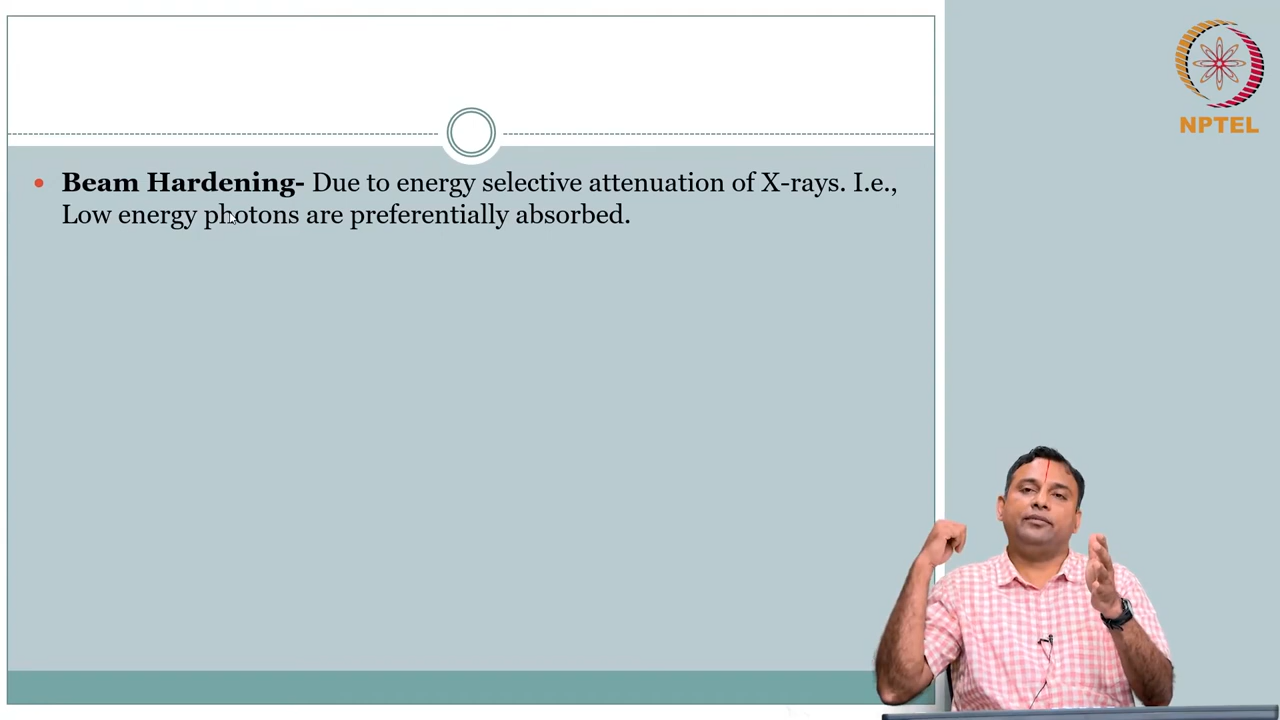 NPTEL
Beam Hardening- Due to energy selective attenuation of X-rays. I.e.,
Low energy photons are preferentially absorbed.